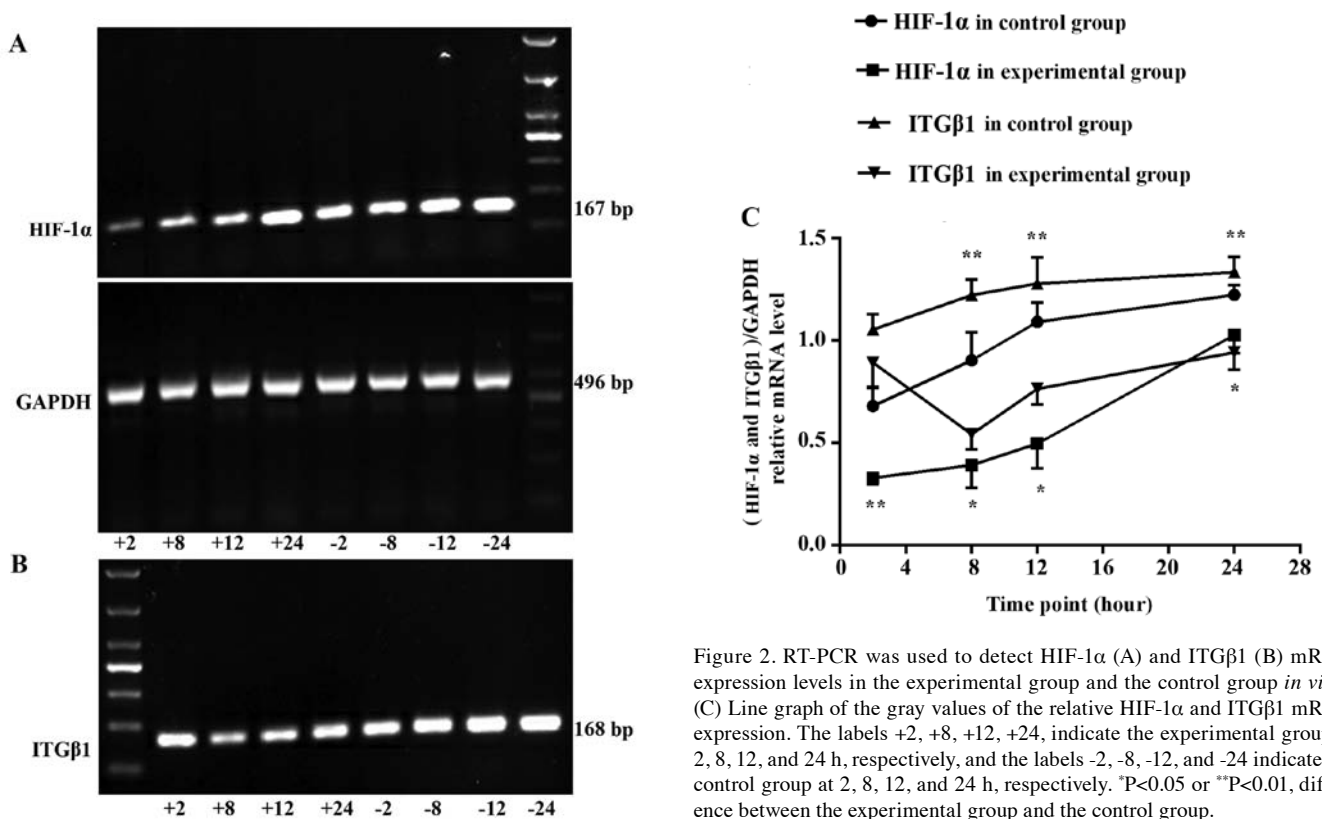 A
HIF-1α
167 bp
GAPDH
496 bp
+2 +8 +12 +24 -2 -8 -12 -24
B
ITGβ1
168 bp
+2 +8 +12 +24 -2 -8 -12 -24
HIF-1α in control group
HIF-1α in experimental group
ITGβ1 in control group
ITGβ1 in experimental group
C
(HIF-1α and ITGβ1)/GAPDH
relative mRNA level
1.5
1.0
0.5
0.0
** ** ** **
** * * *
0 4 8 12 16 20 24 28
Time point (hour)
Figure 2. RT-PCR was used to detect HIF-1α (A) and ITGβ1 (B) mR
expression levels in the experimental group and the control group in vi
(C) Line graph of the gray values of the relative HIF-1α and ITGβ1 mR
expression. The labels +2, +8, +12, +24, indicate the experimental group
2, 8, 12, and 24 h, respectively, and the labels -2, -8, -12, and -24 indicate
control group at 2, 8, 12, and 24 h, respectively. *P<0.05 or **P<0.01, diff
ence between the experimental group and the control group.